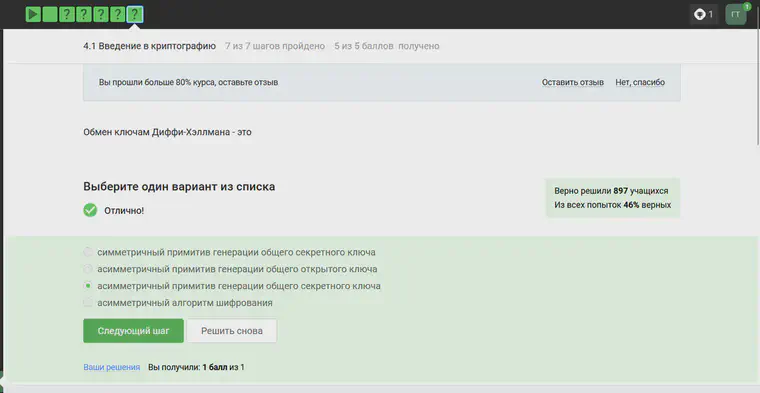 ? ? ? ? ?
1
ГТ
1
4.1 Введение в криптографию 7 из 7 шагов пройдено 5 из 5 баллов получено
Вы прошли больше 80% курса, оставьте отзыв Оставить отзыв Нет, спасибо
Обмен ключам Диффи-Хэллмана - это
Выберите один вариант из списка
Верно решили 897 учащихся
Из всех попыток 46% верных
Отлично!
симметричный примитив генерации общего секретного ключа
асимметричный примитив генерации общего открытого ключа
асимметричный примитив генерации общего секретного ключа
асимметричный алгоритм шифрования
Следующий шаг Решить снова
Ваши решения Вы получили: 1 балл из 1